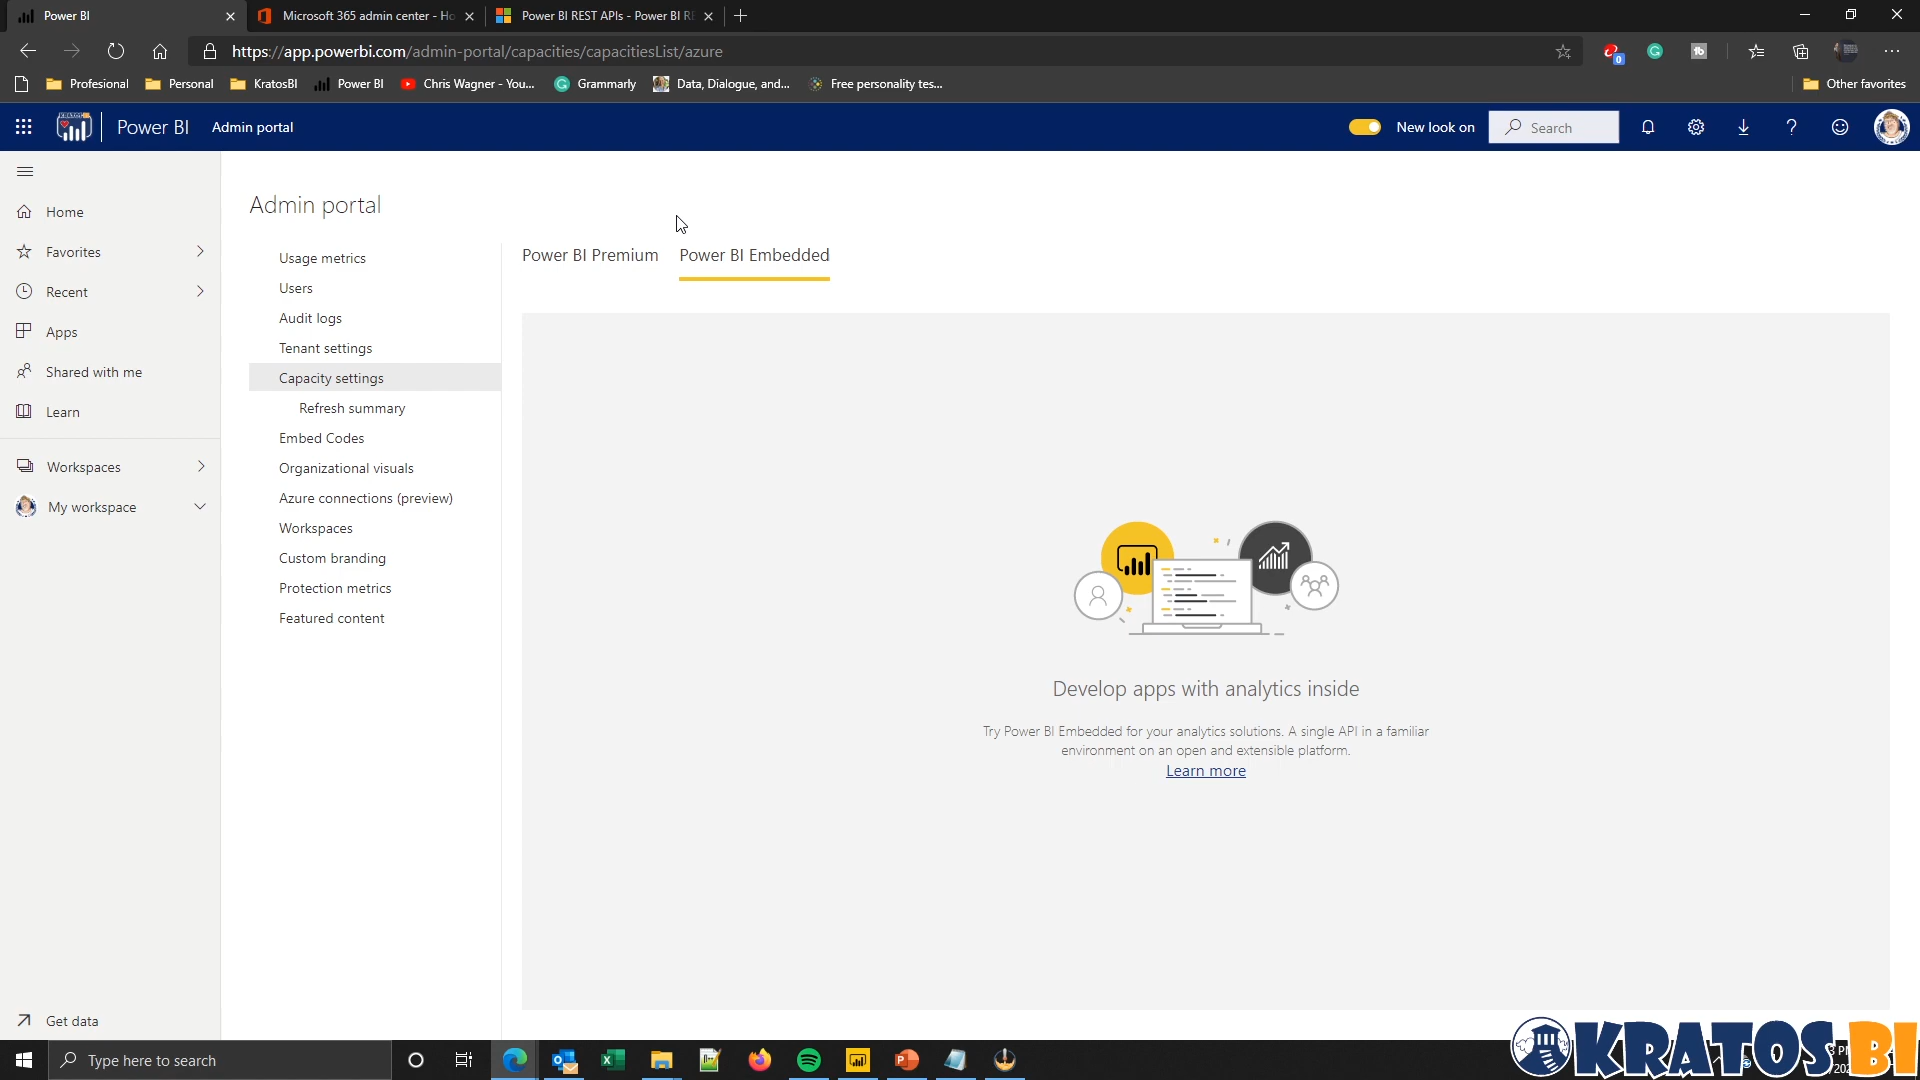 Power BI
Microsoft 365 admin center - Ho
Power BI REST APIs - Power BI RE
https://app.powerbi.com/admin-portal/capacities/capacitiesList/azure
0
tb
Profesional
Personal
KratosBI
Power BI
Chris Wagner - You...
Grammarly
Data, Dialogue, and...
Free personality tes...
Other favorites
KRATOS BI
Power BI
Admin portal
New look on
Search
Home
Favorites
Recent
Apps
Shared with me
Learn
Workspaces
My workspace
Get data
Admin portal
Usage metrics
Users
Audit logs
Tenant settings
Capacity settings
Refresh summary
Embed Codes
Organizational visuals
Azure connections (preview)
Workspaces
Custom branding
Protection metrics
Featured content
Power BI Premium
Power BI Embedded
Develop apps with analytics inside
Try Power BI Embedded for your analytics solutions. A single API in a familiar
environment on an open and extensible platform.
Learn more
Type here to search
KRATOS BI